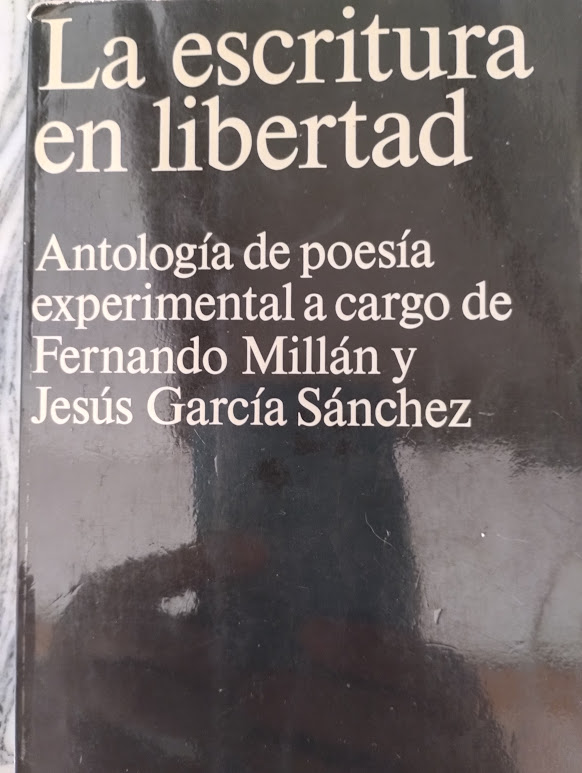 La escritura
en libertad
Antología de poesía
experimental a cargo de
Fernando Millán y
Jesús García Sánchez